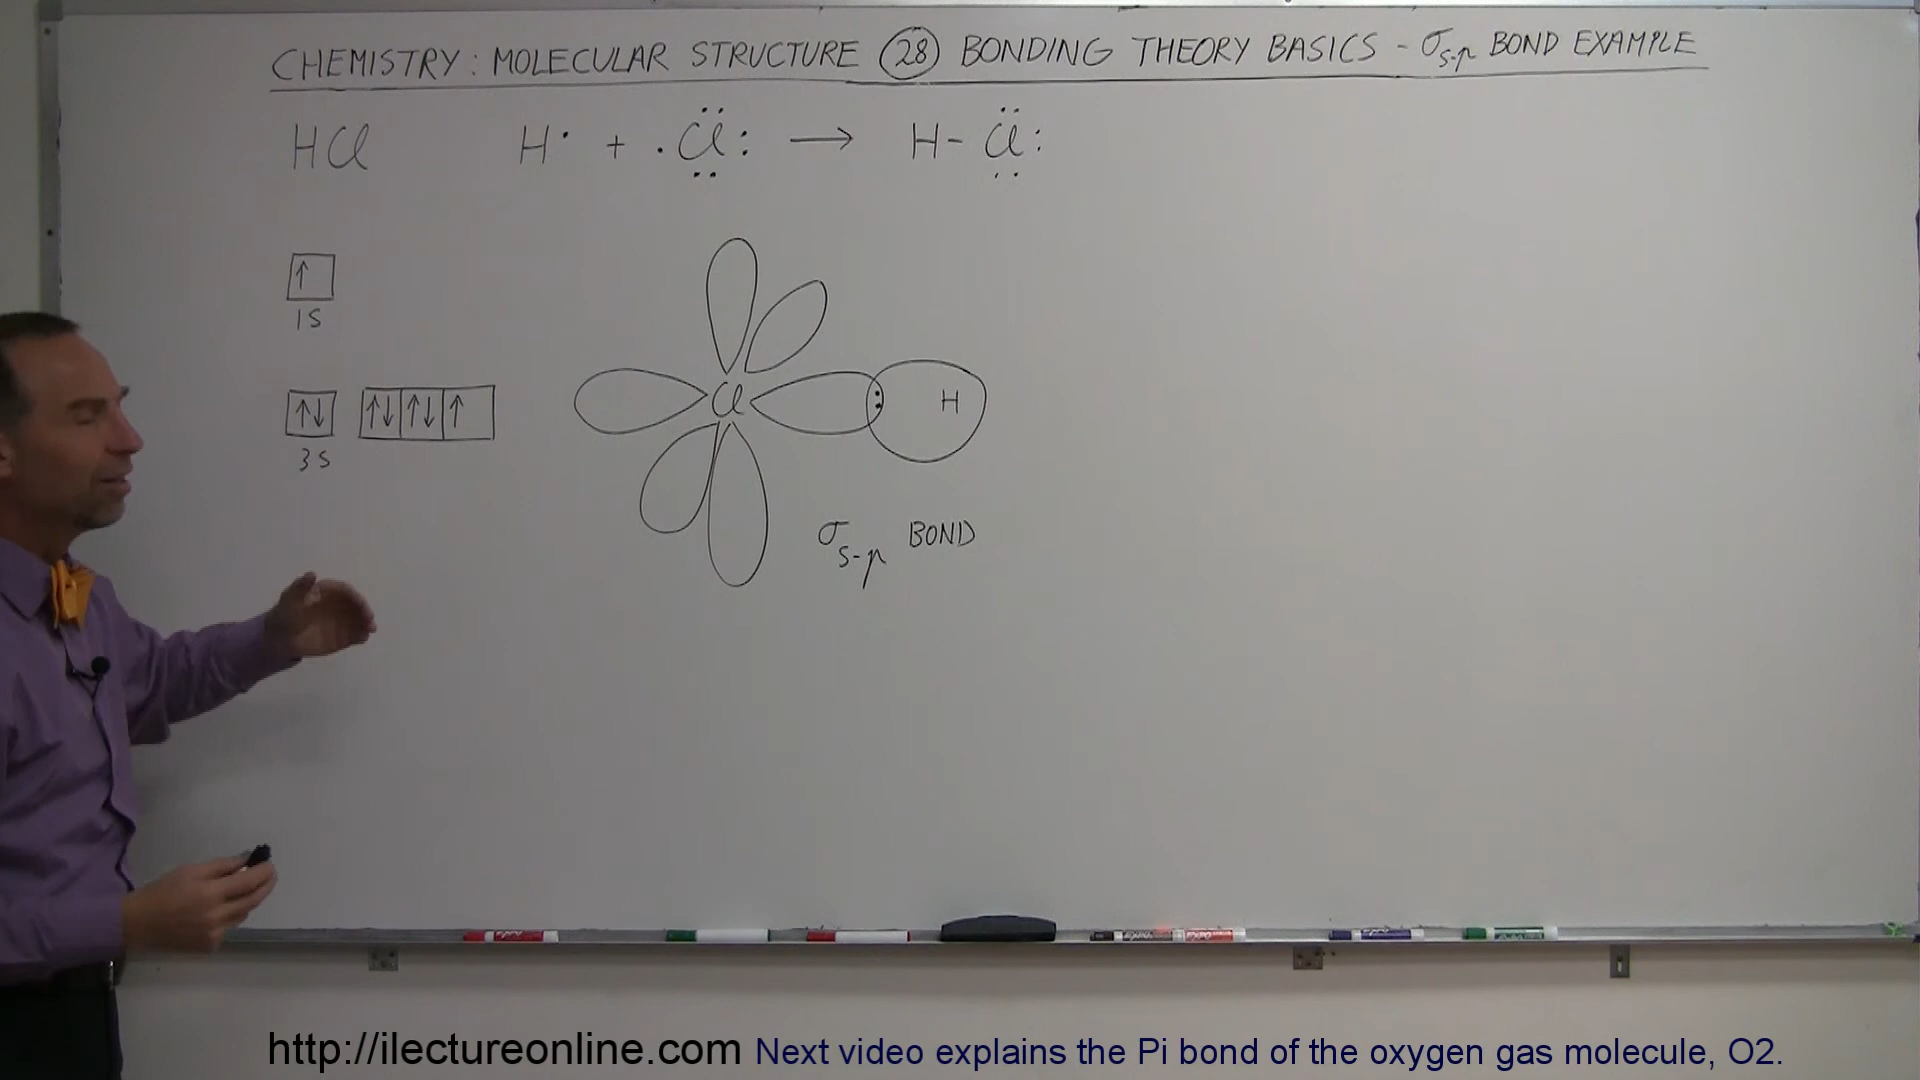 CHEMISTRY: MOLECULAR STRUCTURE 28 BONDING THEORY BASICS - σs-p BOND EXAMPLE
HCl H· + ·Cl: → H-Cl:
↑
1S
↑↓ ↑↓ ↑↓ ↑
3S
Cl : H
σs-p BOND
http://ilectureonline.com Next video explains the Pi bond of the oxygen gas molecule, O2.